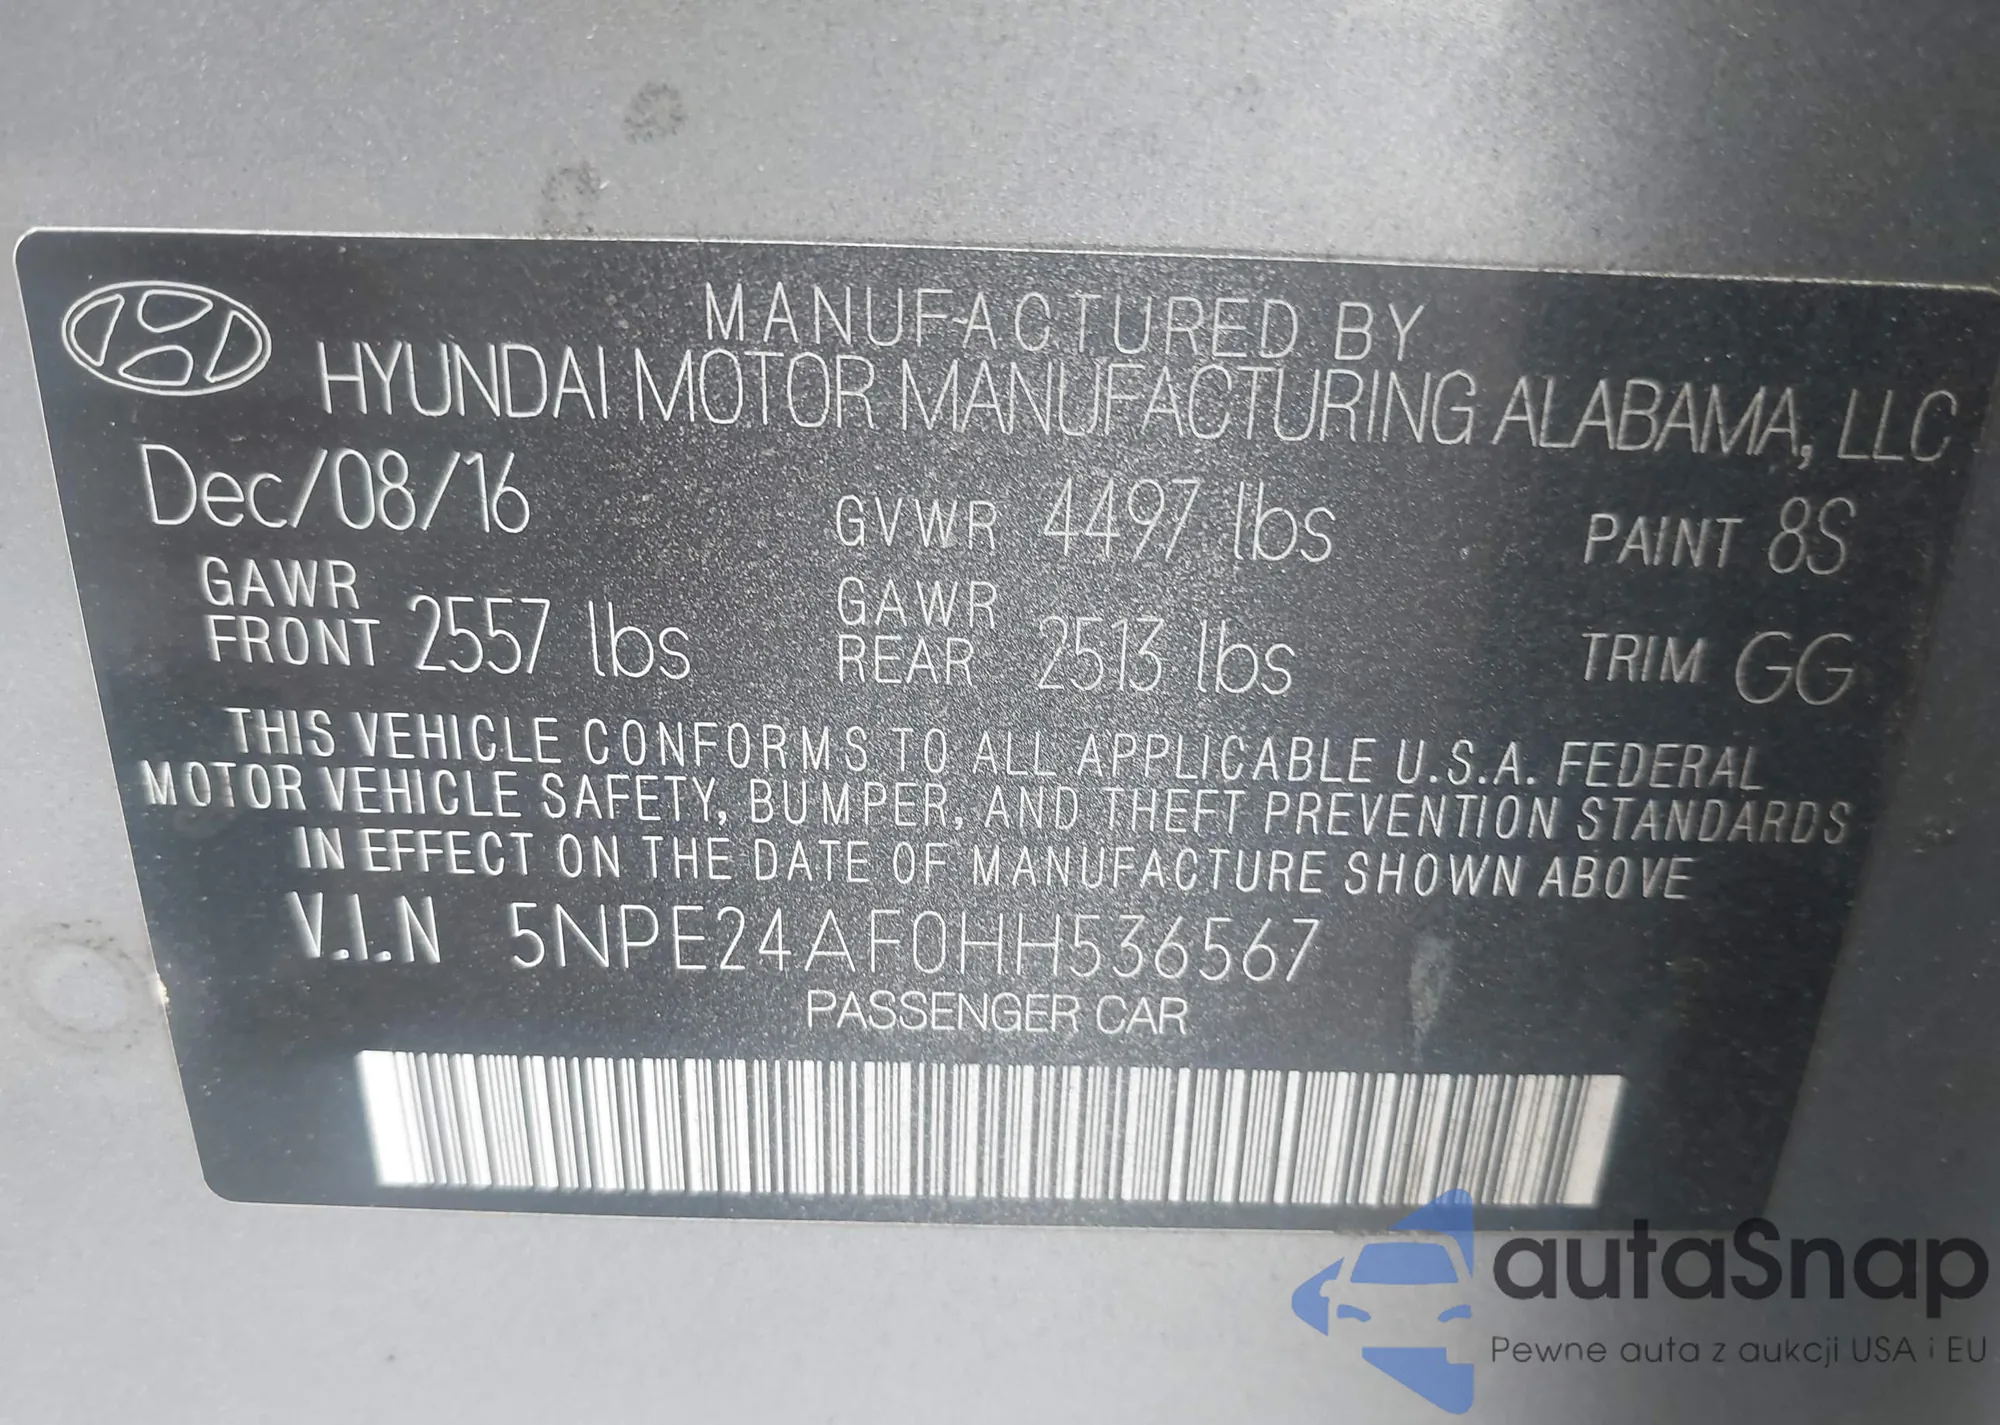 MANUFACTURED BY
HYUNDAI MOTOR MANUFACTURING ALABAMA, LLC
Dec/08/16 GVWR 4497 lbs PAINT 8S
GAWR FRONT 2557 lbs GAWR REAR 2513 lbs TRIM GG
THIS VEHICLE CONFORMS TO ALL APPLICABLE U.S.A. FEDERAL
MOTOR VEHICLE SAFETY, BUMPER, AND THEFT PREVENTION STANDARDS
IN EFFECT ON THE DATE OF MANUFACTURE SHOWN ABOVE
V.I.N 5NPE24AF0HH536567
PASSENGER CAR
autaSnap
Pewne auta z aukcji USA i EU